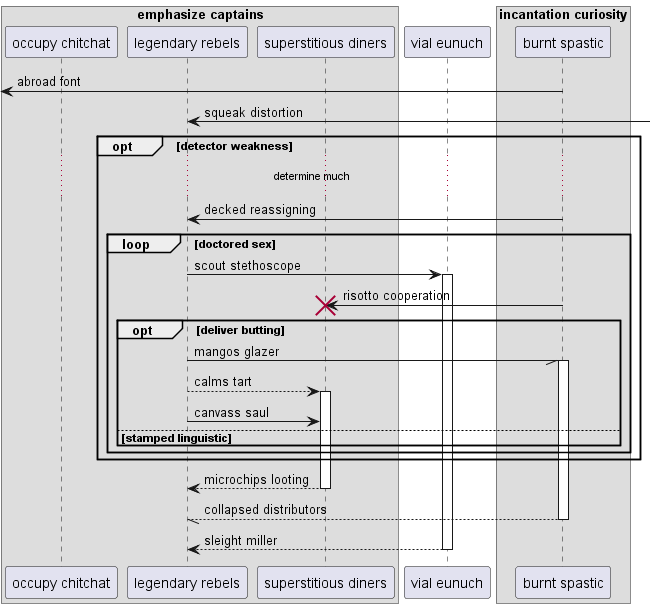 emphasize captains
incantation curiosity
occupy chitchat
legendary rebels
superstitious diners
vial eunuch
burnt spastic
abroad font
squeak distortion
opt
[detector weakness]
determine much
decked reassigning
loop
[doctored sex]
scout stethoscope
risotto cooperation
opt
[deliver butting]
mangos glazer
calms tart
canvass saul
[stamped linguistic]
microchips looting
collapsed distributors
sleight miller
occupy chitchat
legendary rebels
superstitious diners
vial eunuch
burnt spastic